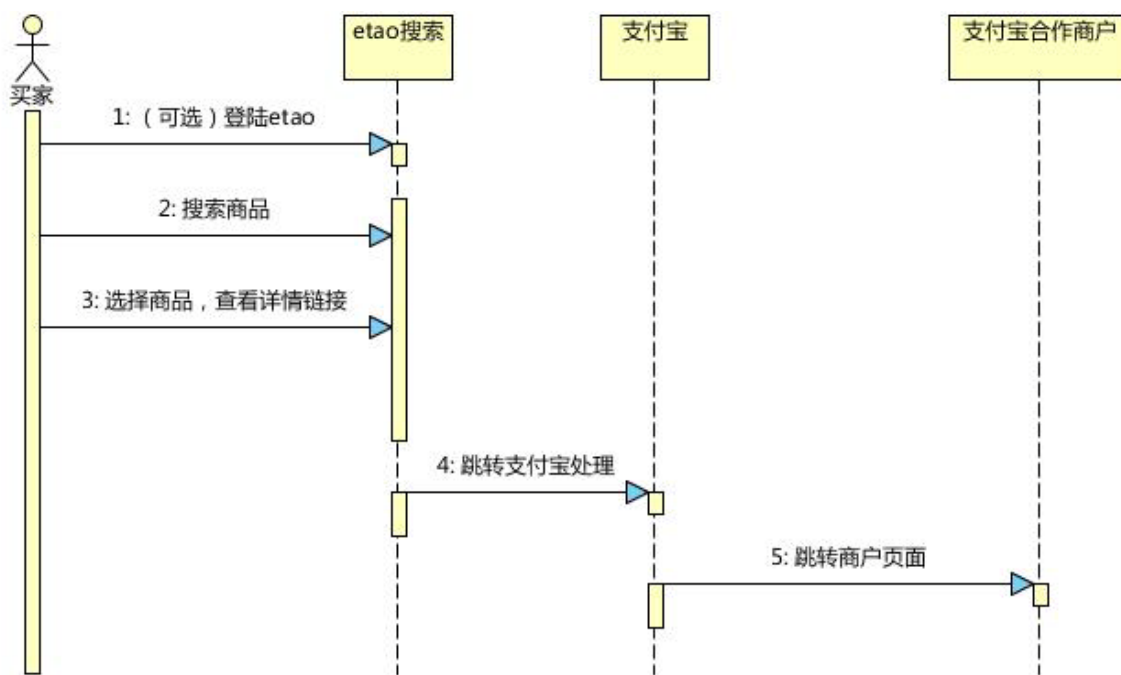 etao搜索
支付宝
支付宝合作商户
买家
1: （可选）登陆etao
2: 搜索商品
3: 选择商品，查看详情链接
4: 跳转支付宝处理
5: 跳转商户页面